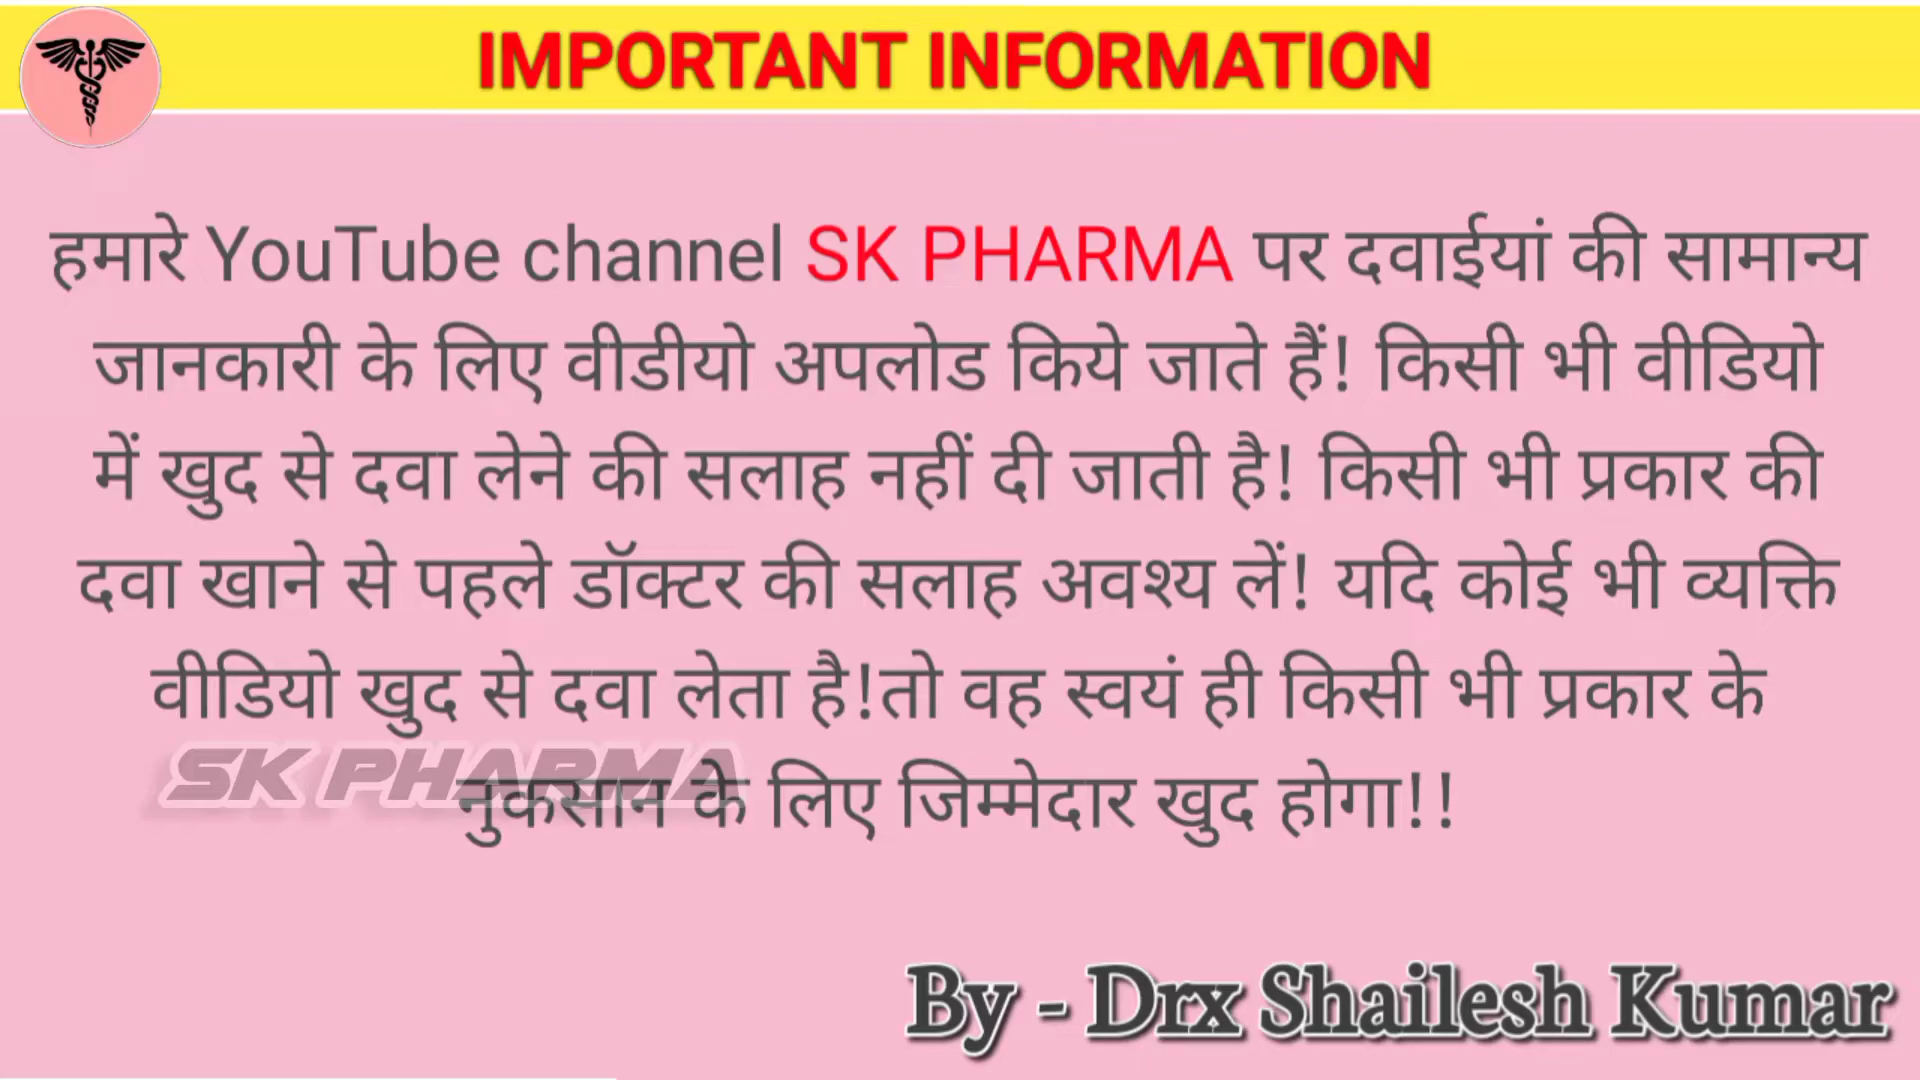 IMPORTANT INFORMATION
हमारे YouTube channel SK PHARMA पर दवाईयां की सामान्य
जानकारी के लिए वीडीयो अपलोड किये जाते हैं! किसी भी वीडियो
में खुद से दवा लेने की सलाह नहीं दी जाती है! किसी भी प्रकार की
दवा खाने से पहले डॉक्टर की सलाह अवश्य लें! यदि कोई भी व्यक्ति
वीडियो खुद से दवा लेता है!तो वह स्वयं ही किसी भी प्रकार के
नुकसान के लिए जिम्मेदार खुद होगा!!
SK PHARMA
By - Drx Shailesh Kumar